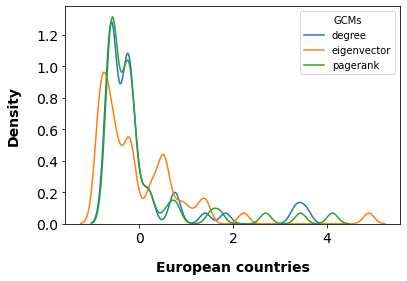 GCMs
degree
eigenvector
pagerank
1.2
1.0
0.8
0.6
0.4
0.2
0.0
Density
0 2 4
European countries